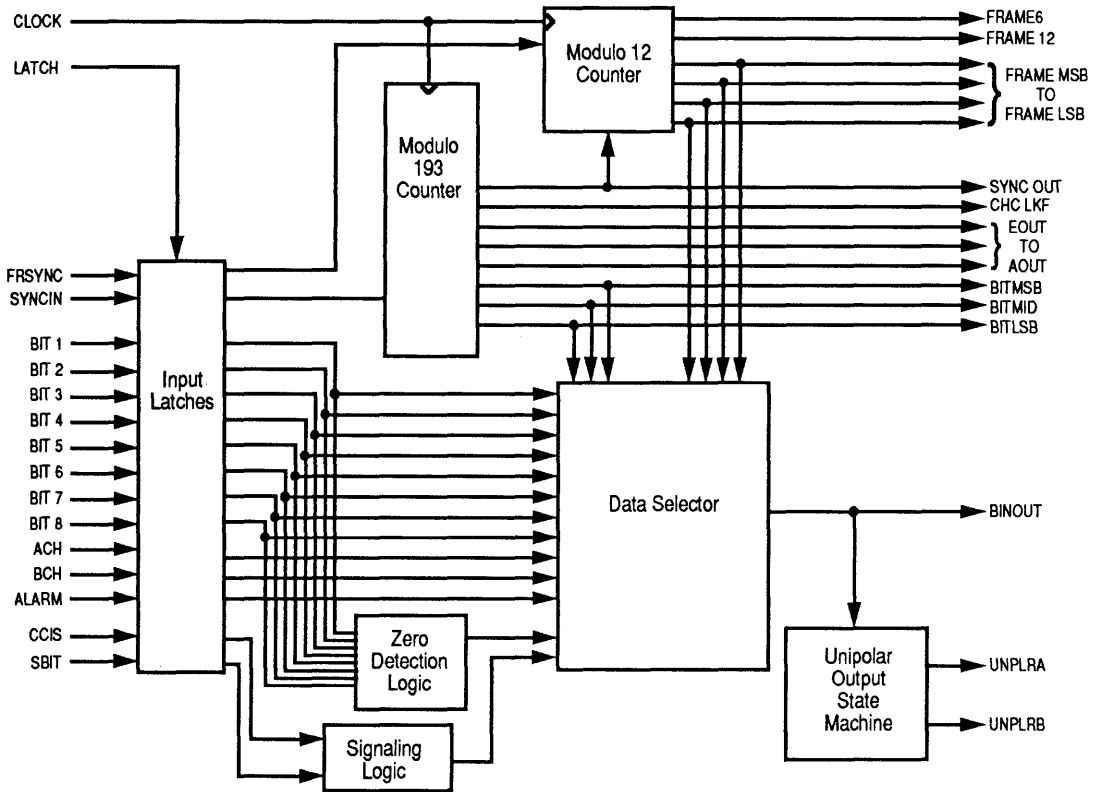 CLOCK
LATCH
FRSYNC
SYNCIN
BIT 1
BIT 2
BIT 3
BIT 4
BIT 5
BIT 6
BIT 7
BIT 8
ACH
BCH
ALARM
CCIS
SBIT
Input
Latches
Modulo
193
Counter
Modulo 12
Counter
Zero
Detection
Logic
Signaling
Logic
Data Selector
Unipolar
Output
State
Machine
FRAME6
FRAME 12
FRAME MSB
TO
FRAME LSB
SYNC OUT
CHC LKF
EOUT
TO
AOUT
BITMSB
BITMID
BITLSB
BINOUT
UNPLRA
UNPLRB